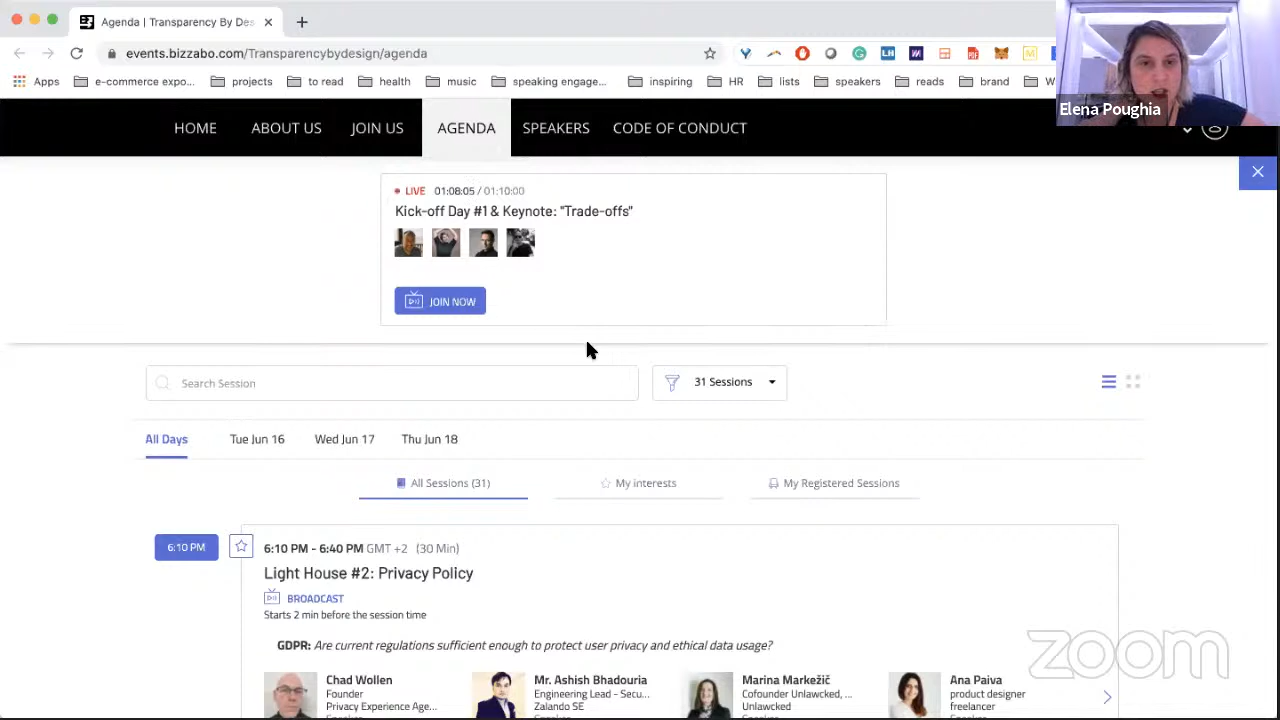 Agenda | Transparency By Des
events.bizzabo.com/Transparencybydesign/agenda
Apps e-commerce expo... projects to read health music speaking engage... inspiring HR lists speakers reads brand W
Elena Poughia
HOME ABOUT US JOIN US AGENDA SPEAKERS CODE OF CONDUCT
LIVE 01:08:05 / 01:10:00
Kick-off Day #1 & Keynote: "Trade-offs"
JOIN NOW
Search Session
31 Sessions
All Days Tue Jun 16 Wed Jun 17 Thu Jun 18
All Sessions (31) My interests My Registered Sessions
6:10 PM
6:10 PM - 6:40 PM GMT +2 (30 Min)
Light House #2: Privacy Policy
BROADCAST
Starts 2 min before the session time
GDPR: Are current regulations sufficient enough to protect user privacy and ethical data usage?
Chad Wollen
Founder
Privacy Experience Age...
Mr. Ashish Bhadouria
Engineering Lead - Secu...
Zalando SE
Marina Markežič
Cofounder Unlawcked, ...
Unlawcked
Ana Paiva
product designer
freelancer
zoom